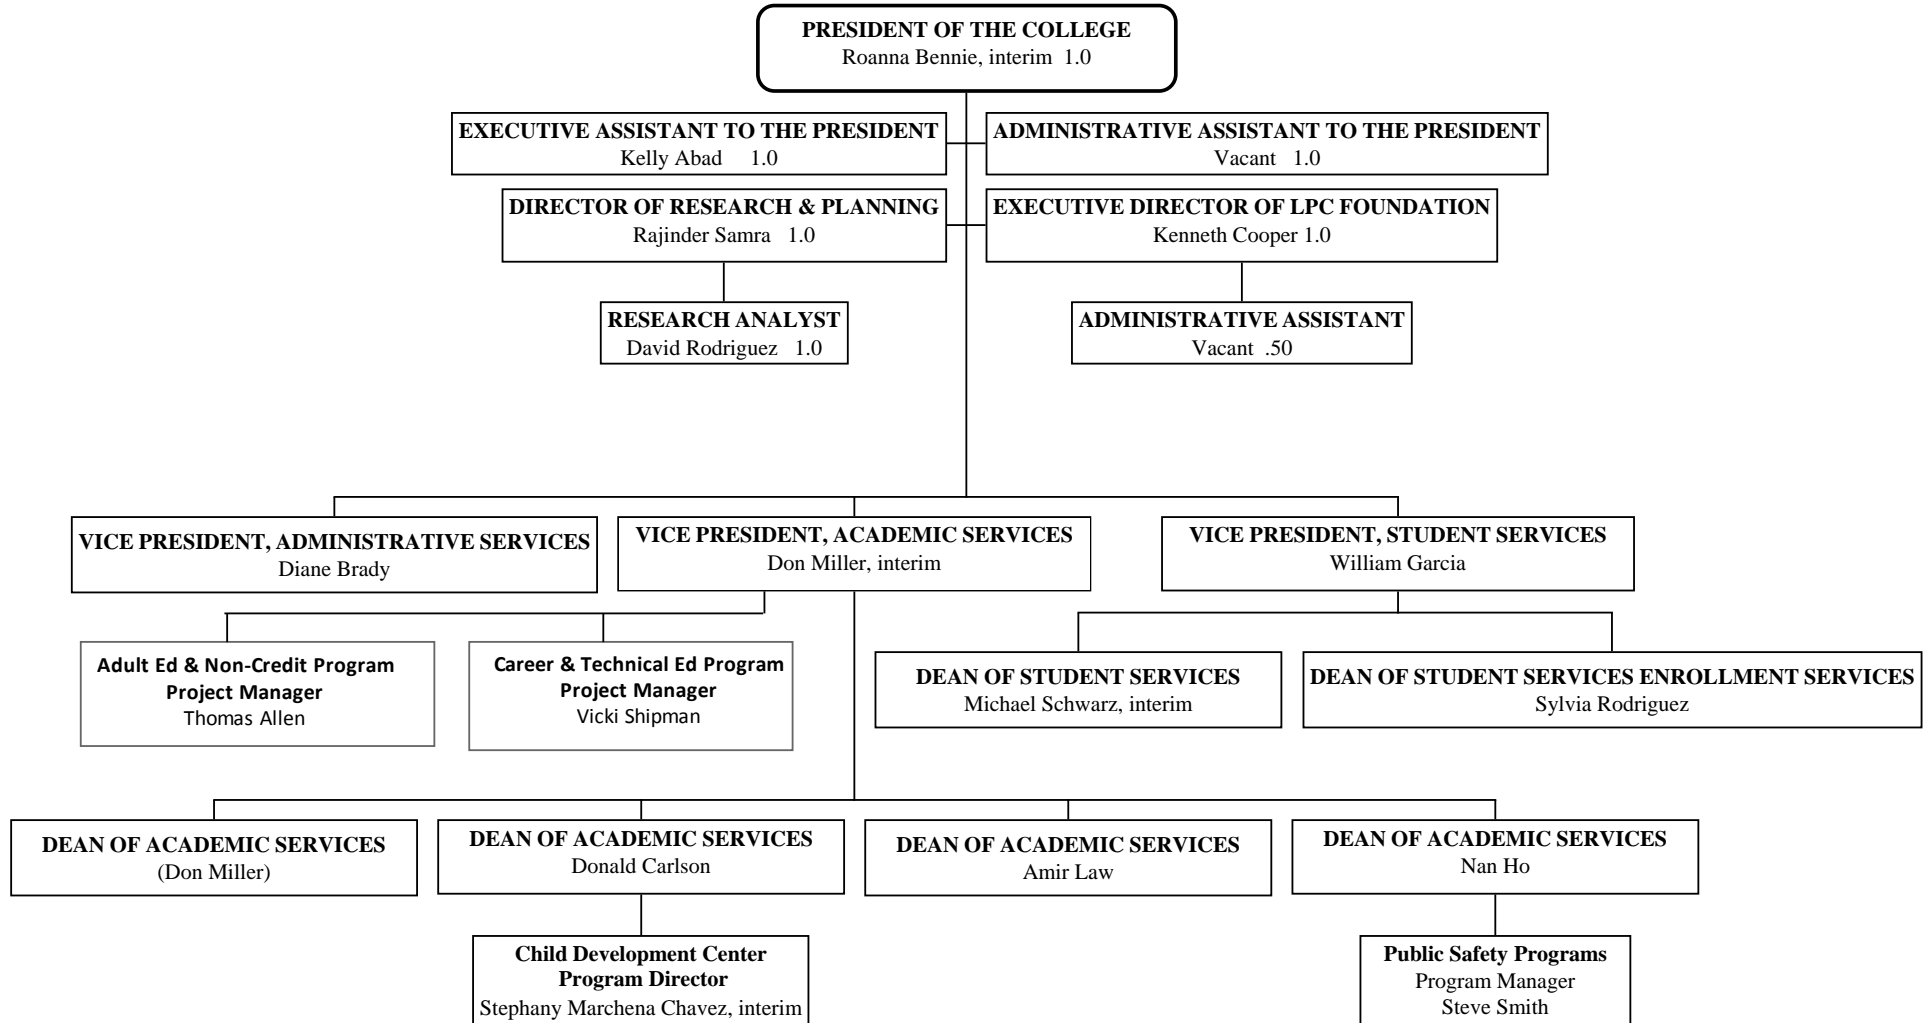 PRESIDENT OF THE COLLEGE
Roanna Bennie, interim 1.0
EXECUTIVE ASSISTANT TO THE PRESIDENT
Kelly Abad 1.0
ADMINISTRATIVE ASSISTANT TO THE PRESIDENT
Vacant 1.0
DIRECTOR OF RESEARCH & PLANNING
Rajinder Samra 1.0
EXECUTIVE DIRECTOR OF LPC FOUNDATION
Kenneth Cooper 1.0
RESEARCH ANALYST
David Rodriguez 1.0
ADMINISTRATIVE ASSISTANT
Vacant .50
VICE PRESIDENT, ADMINISTRATIVE SERVICES
Diane Brady
VICE PRESIDENT, ACADEMIC SERVICES
Don Miller, interim
VICE PRESIDENT, STUDENT SERVICES
William Garcia
Adult Ed & Non-Credit Program
Project Manager
Thomas Allen
Career & Technical Ed Program
Project Manager
Vicki Shipman
DEAN OF STUDENT SERVICES
Michael Schwarz, interim
DEAN OF STUDENT SERVICES ENROLLMENT SERVICES
Sylvia Rodriguez
DEAN OF ACADEMIC SERVICES
(Don Miller)
DEAN OF ACADEMIC SERVICES
Donald Carlson
DEAN OF ACADEMIC SERVICES
Amir Law
DEAN OF ACADEMIC SERVICES
Nan Ho
Child Development Center
Program Director
Stephany Marchena Chavez, interim
Public Safety Programs
Program Manager
Steve Smith